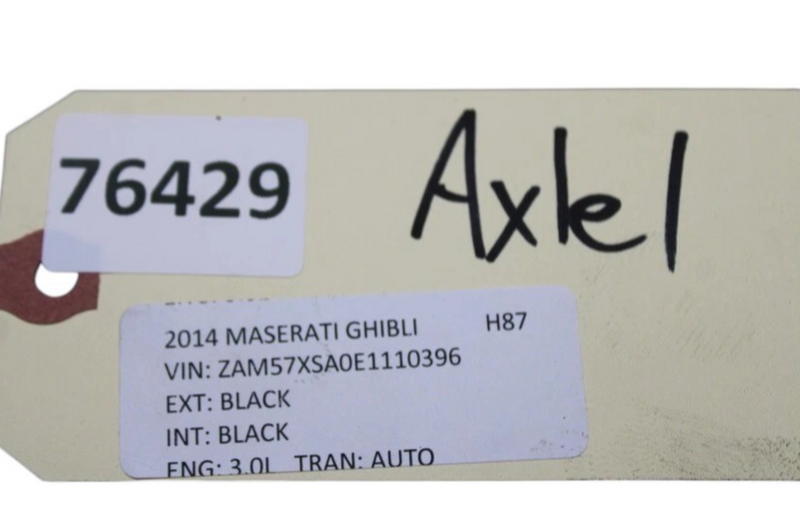 76429
Axle1
2014 MASERATI GHIBLI H87
VIN: ZAM57XSA0E1110396
EXT: BLACK
INT: BLACK
ENG: 3.0L TRAN: AUTO